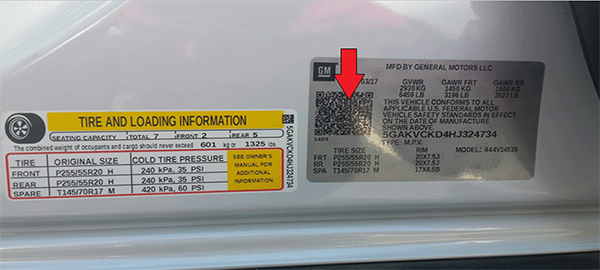 TIRE AND LOADING INFORMATION
SEATING CAPACITY TOTAL 7 FRONT 2 REAR 5
The combined weight of occupants and cargo should never exceed 601 kg or 1325 lbs
TIRE ORIGINAL SIZE COLD TIRE PRESSURE
FRONT P255/55R20 H 240 kPa, 35 PSI
REAR P255/55R20 H 240 kPa, 35 PSI
SPARE T145/70R17 M 420 kPa, 60 PSI
SEE OWNER'S
MANUAL FOR
ADDITIONAL
INFORMATION
5GAKVCKD4HJ324734
GM
MFD BY GENERAL MOTORS LLC
03/17 GVWR GAWR FRT GAWR RR
2930 KG 1450 KG 1600 KG
6459 LB 3196 LB 3527 LB
THIS VEHICLE CONFORMS TO ALL
APPLICABLE U.S. FEDERAL MOTOR
VEHICLE SAFETY STANDARDS IN EFFECT
ON THE DATE OF MANUFACTURE
SHOWN ABOVE.
5GAKVCKD4HJ324734
TYPE: M.P.V. MODEL: 444V14526
140X
TIRE RIM
FRT P255/55R20 H 20X7.5J
RR P255/55R20 H 20X7.5J
SPA T145/70R17 M 17X4.5B